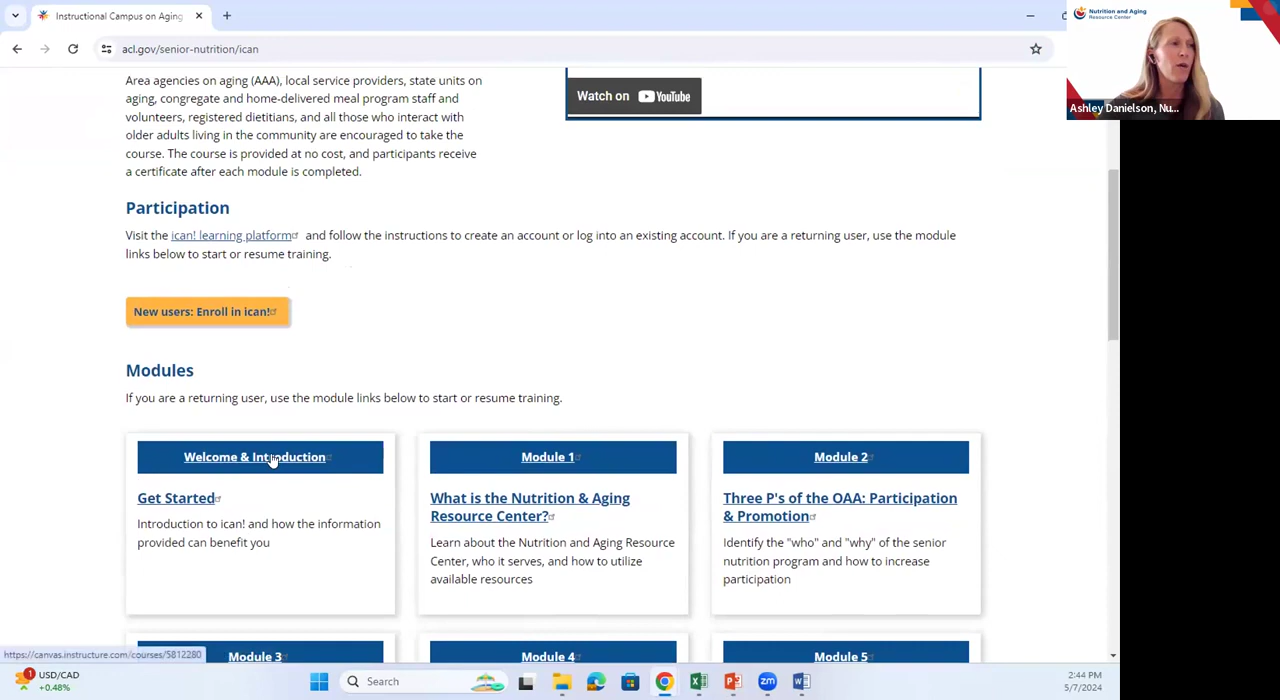 Instructional Campus on Aging
acl.gov/senior-nutrition/ican
Nutrition and Aging
Resource Center
Ashley Danielson, Nu...
Area agencies on aging (AAA), local service providers, state units on
aging, congregate and home-delivered meal program staff and
volunteers, registered dietitians, and all those who interact with
older adults living in the community are encouraged to take the
course. The course is provided at no cost, and participants receive
a certificate after each module is completed.
Watch on YouTube
Participation
Visit the ican! learning platform and follow the instructions to create an account or log into an existing account. If you are a returning user, use the module
links below to start or resume training.
New users: Enroll in ican!
Modules
If you are a returning user, use the module links below to start or resume training.
Welcome & Introduction
Get Started
Introduction to ican! and how the information
provided can benefit you
Module 1
What is the Nutrition & Aging
Resource Center?
Learn about the Nutrition and Aging Resource
Center, who it serves, and how to utilize
available resources
Module 2
Three P's of the OAA: Participation
& Promotion
Identify the "who" and "why" of the senior
nutrition program and how to increase
participation
Module 3
Module 4
Module 5
https://canvas.instructure.com/courses/5812280
1
USD/CAD
+0.48%
Search
zm
2:44 PM
5/7/2024